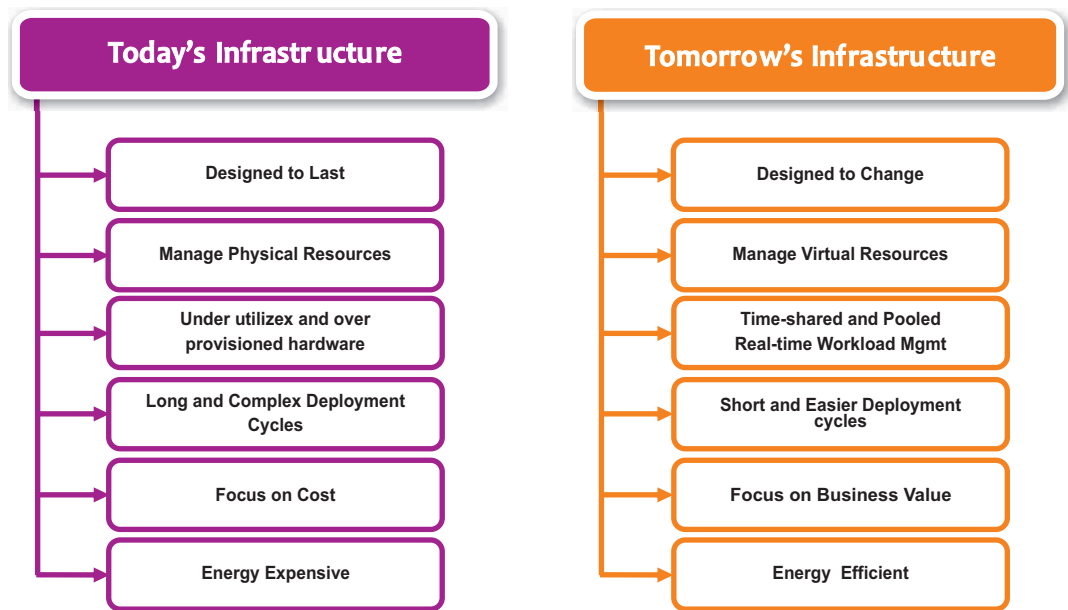 Today's Infrastructure
Designed to Last
Manage Physical Resources
Under utilizex and over
provisioned hardware
Long and Complex Deployment
Cycles
Focus on Cost
Energy Expensive
Tomorrow's Infrastructure
Designed to Change
Manage Virtual Resources
Time-shared and Pooled
Real-time Workload Mgmt
Short and Easier Deployment
cycles
Focus on Business Value
Energy Efficient